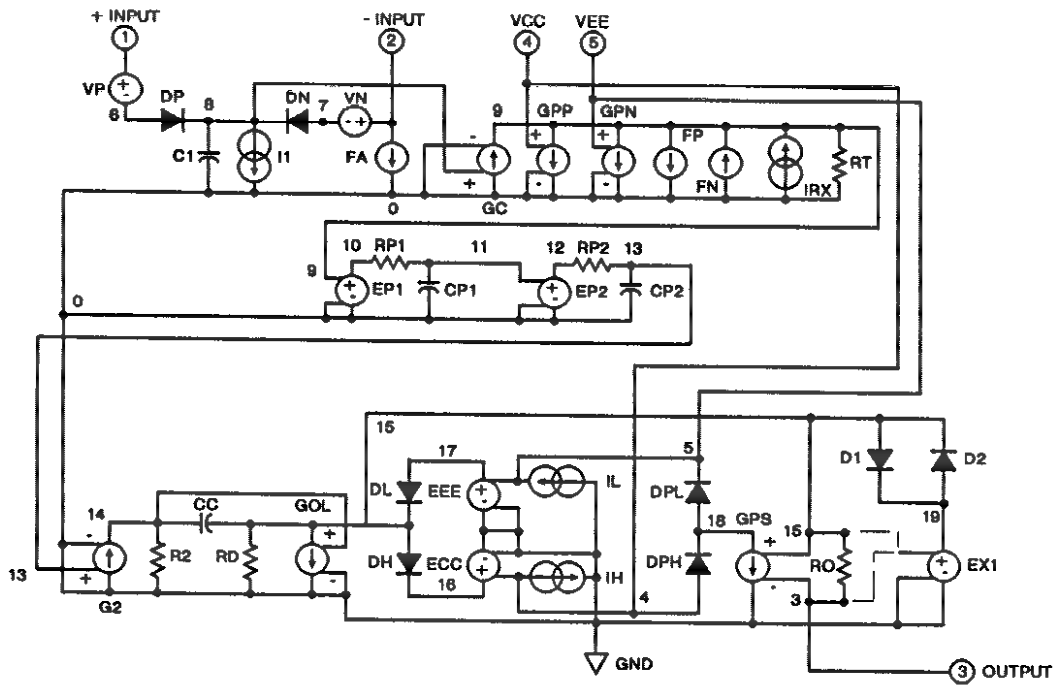 + INPUT
- INPUT
VCC
VEE
1
2
4
5
VP
+
-
6
DP
8
DN
7
VN
- +
9
GPP
GPN
C1
I1
FA
-
+
+
+
-
-
FP
FN
IRX
RT
0
GC
10
RP1
11
12
RP2
13
9
+
-
EP1
CP1
+
-
EP2
CP2
0
15
17
5
IL
D1
D2
DL
EEE
+
-
DPL
14
CC
GOL
18
GPS
15
19
-
+
13
R2
RD
+
-
DH
ECC
-
+
16
IH
DPH
4
+
-
RO
3
+
-
EX1
G2
GND
3
OUTPUT